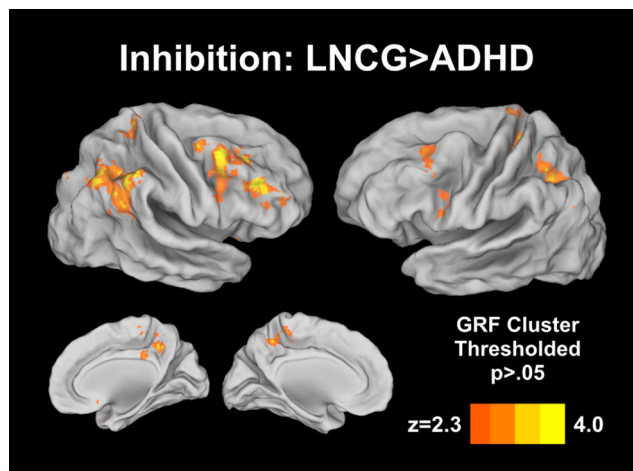 Inhibition: LNCG>ADHD
GRF Cluster
Thresholded
p>.05
z=2.3 4.0